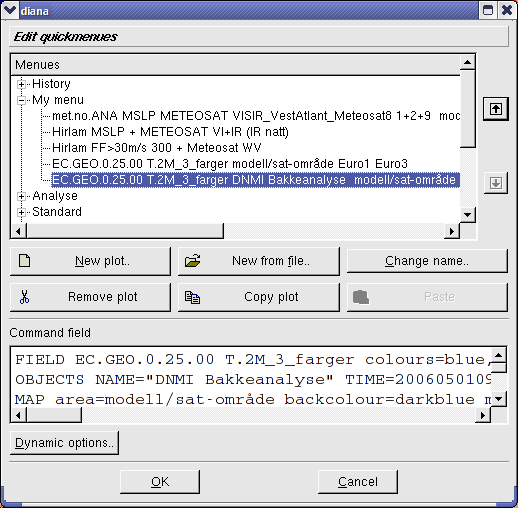 diana
Edit quickmenues
Menues
History
My menu
met.no.ANA MSLP METEOSAT VISIR_VestAtlant_Meteosat8 1+2+9 mod
Hirlam MSLP + METEOSAT VI+IR (IR natt)
Hirlam FF>30m/s 300 + Meteosat WV
EC.GEO.0.25.00 T.2M_3_farger modell/sat-område Euro1 Euro3
EC.GEO.0.25.00 T.2M_3_farger DNMI Bakkeanalyse modell/sat-område
Analyse
Standard
New plot..
New from file..
Change name..
Remove plot
Copy plot
Paste
Command field
FIELD EC.GEO.0.25.00 T.2M_3_farger colours=blue,
OBJECTS NAME="DNMI Bakkeanalyse" TIME=2006050109
MAP area=modell/sat-område backcolour=darkblue m
Dynamic options..
OK
Cancel